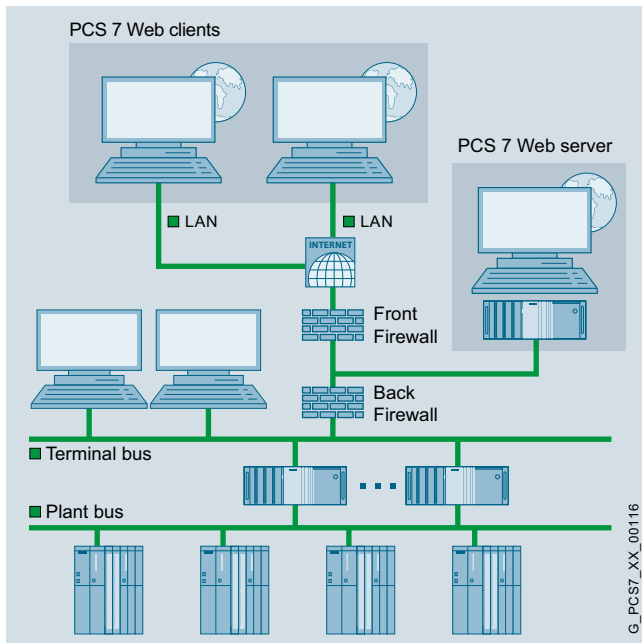 PCS 7 Web clients
PCS 7 Web server
LAN
LAN
INTERNET
Front
Firewall
Back
Firewall
Terminal bus
Plant bus
G_PCS7_XX_00116